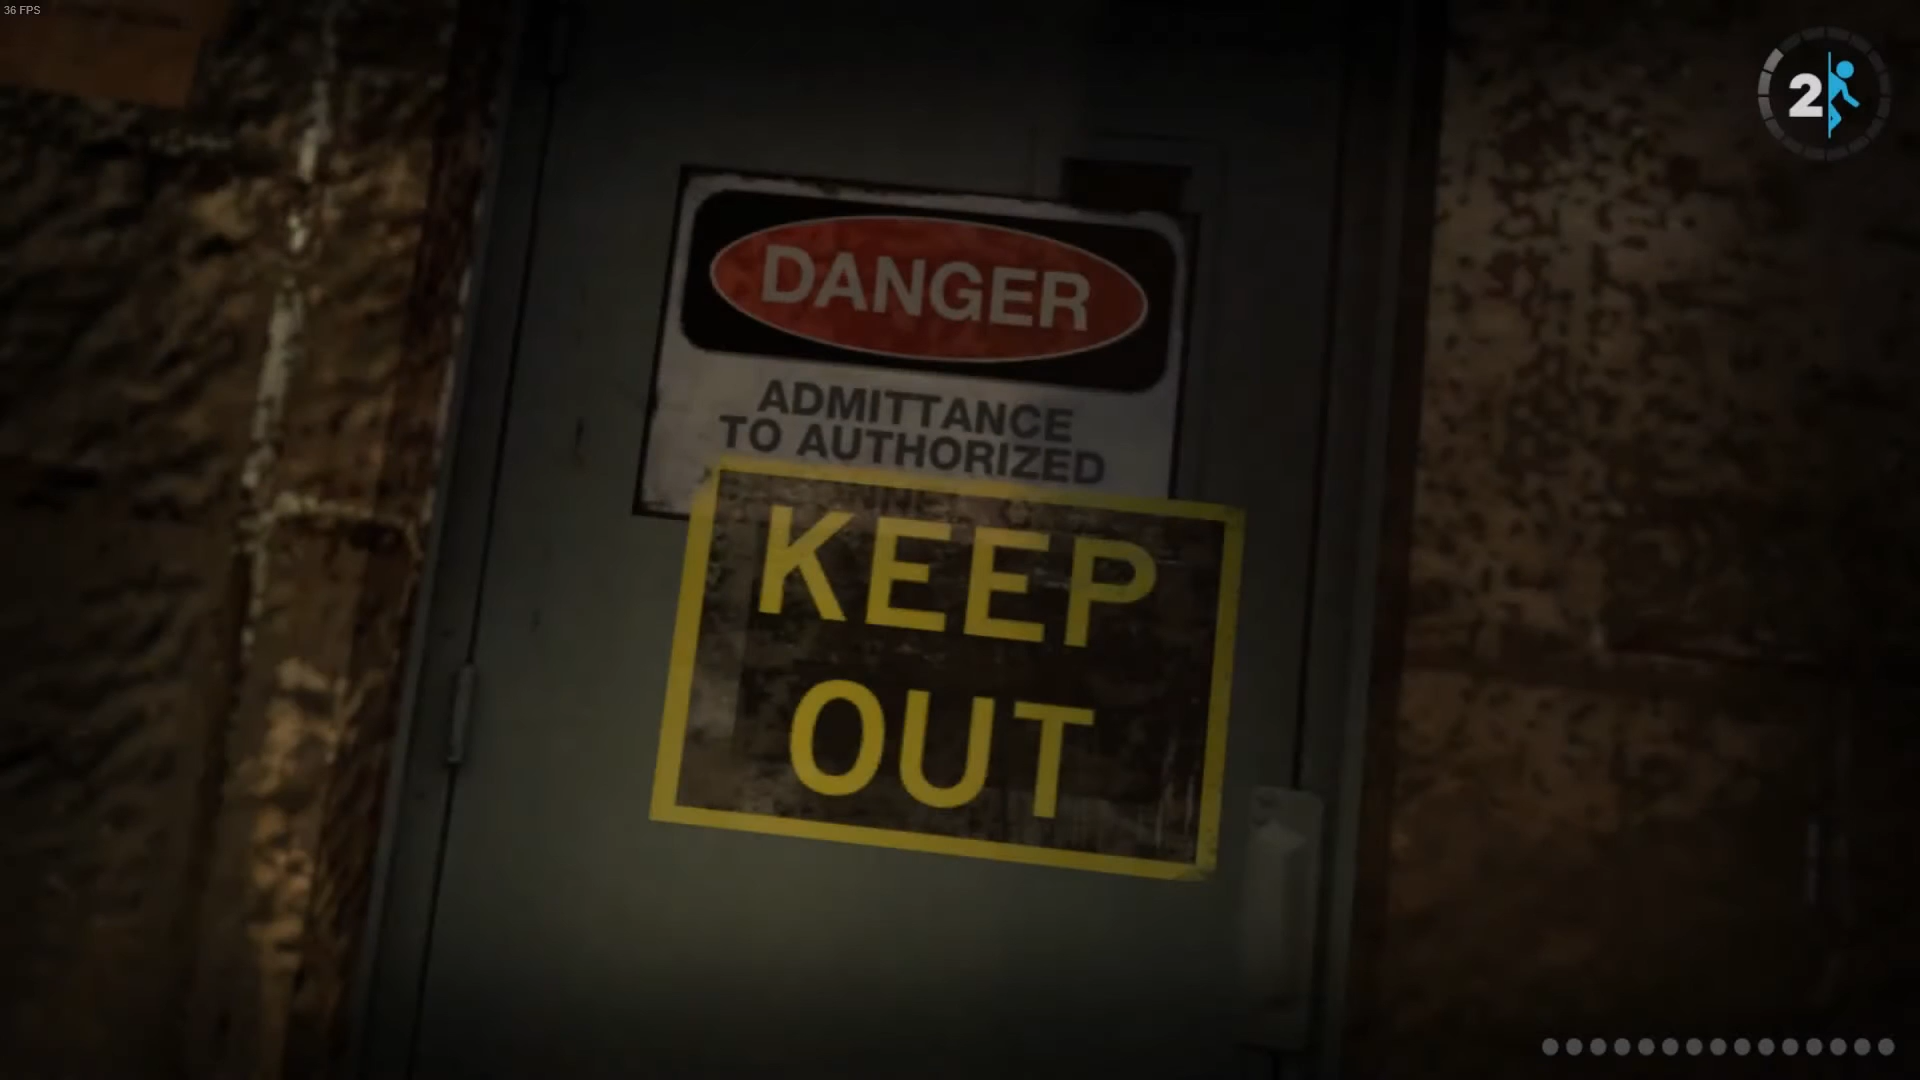 36 FPS
2
DANGER
ADMITTANCE
TO AUTHORIZED
KEEP
OUT